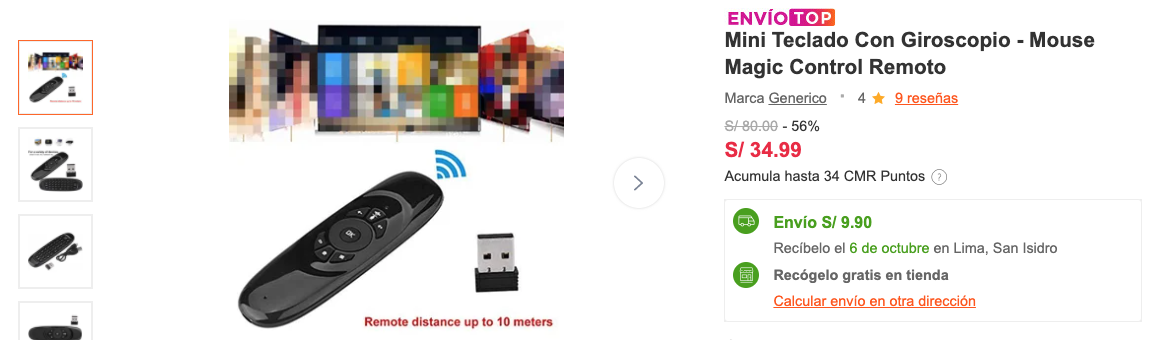 ENVÍO TOP
Mini Teclado Con Giroscopio - Mouse
Magic Control Remoto
Marca Generico • 4 ★ 9 reseñas
S/ 80.00 - 56%
S/ 34.99
Acumula hasta 34 CMR Puntos ?
Envío S/ 9.90
Recíbelo el 6 de octubre en Lima, San Isidro
Recógelo gratis en tienda
Calcular envío en otra dirección
OK
Remote distance up to 10 meters